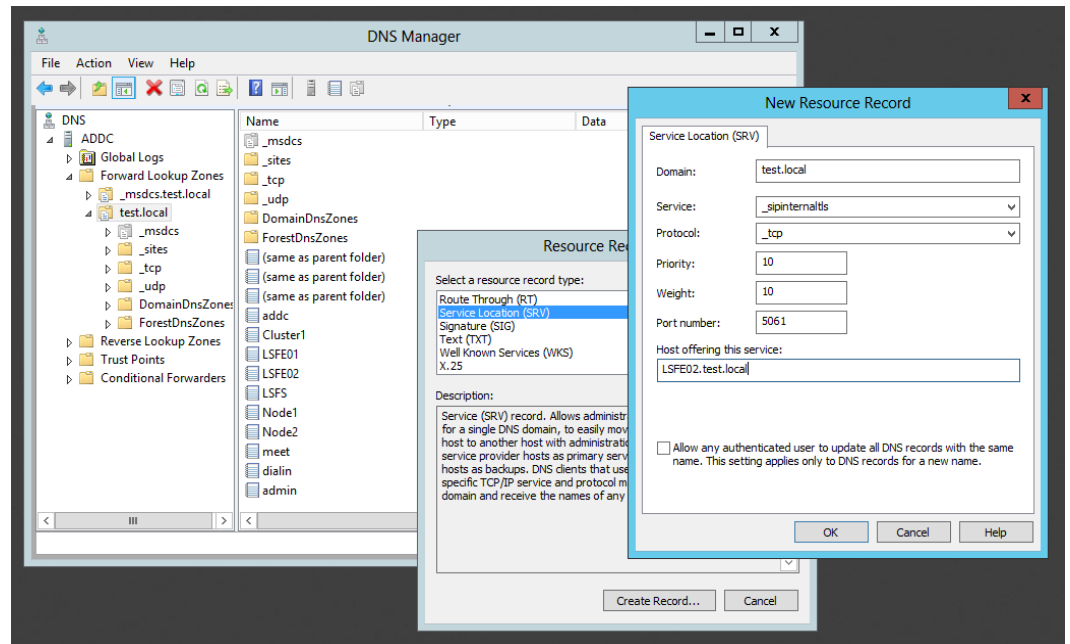 DNS Manager
File Action View Help
DNS
ADDC
Global Logs
Forward Lookup Zones
_msdcs.test.local
test.local
_msdcs
_sites
_tcp
_udp
DomainDnsZones
ForestDnsZones
Reverse Lookup Zones
Trust Points
Conditional Forwarders
Name Type Data
_msdcs
_sites
_tcp
_udp
DomainDnsZones
ForestDnsZones
(same as parent folder)
(same as parent folder)
(same as parent folder)
addc
Cluster1
LSFE01
LSFE02
LSFS
Node1
Node2
meet
dialin
admin
Resource Re
Select a resource record type:
Route Through (RT)
Service Location (SRV)
Signature (SIG)
Text (TXT)
Well Known Services (WKS)
X.25
Description:
Service (SRV) record. Allows administr
for a single DNS domain, to easily mov
host to another host with administratio
service provider hosts as primary serv
hosts as backups. DNS clients that use
specific TCP/IP service and protocol m
domain and receive the names of any
Create Record... Cancel
New Resource Record
x
Service Location (SRV)
Domain: test.local
Service: _sipinternaltls
Protocol: _tcp
Priority: 10
Weight: 10
Port number: 5061
Host offering this service:
LSFE02.test.local
Allow any authenticated user to update all DNS records with the same
name. This setting applies only to DNS records for a new name.
OK Cancel Help